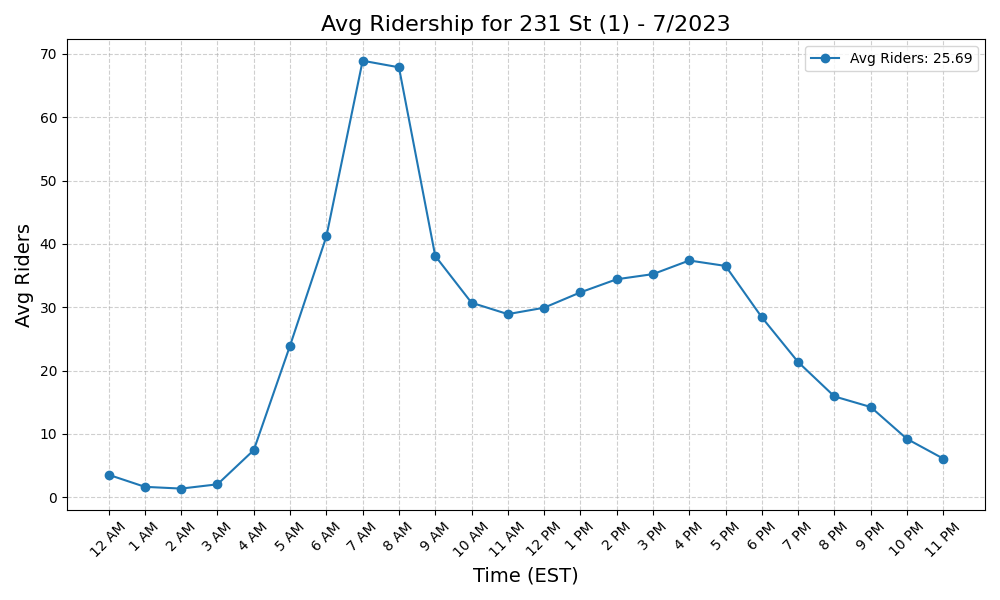 Avg Ridership for 231 St (1) - 7/2023
Avg Riders: 25.69
Avg Riders
70
60
50
40
30
20
10
0
12 AM
1 AM
2 AM
3 AM
4 AM
5 AM
6 AM
7 AM
8 AM
9 AM
10 AM
11 AM
12 PM
1 PM
2 PM
3 PM
4 PM
5 PM
6 PM
7 PM
8 PM
9 PM
10 PM
11 PM
Time (EST)